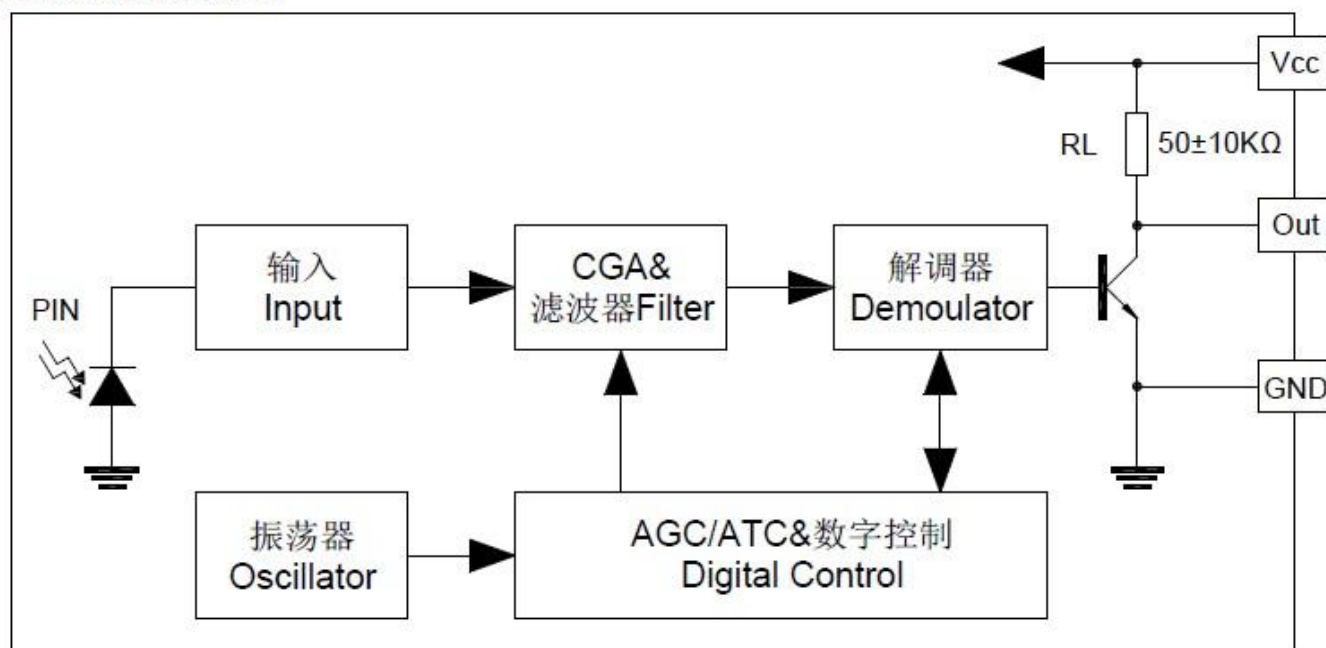 Vcc
RL 50±10KΩ
Out
输入
Input
CGA&
滤波器Filter
解调器
Demoulator
PIN
GND
振荡器
Oscillator
AGC/ATC&数字控制
Digital Control